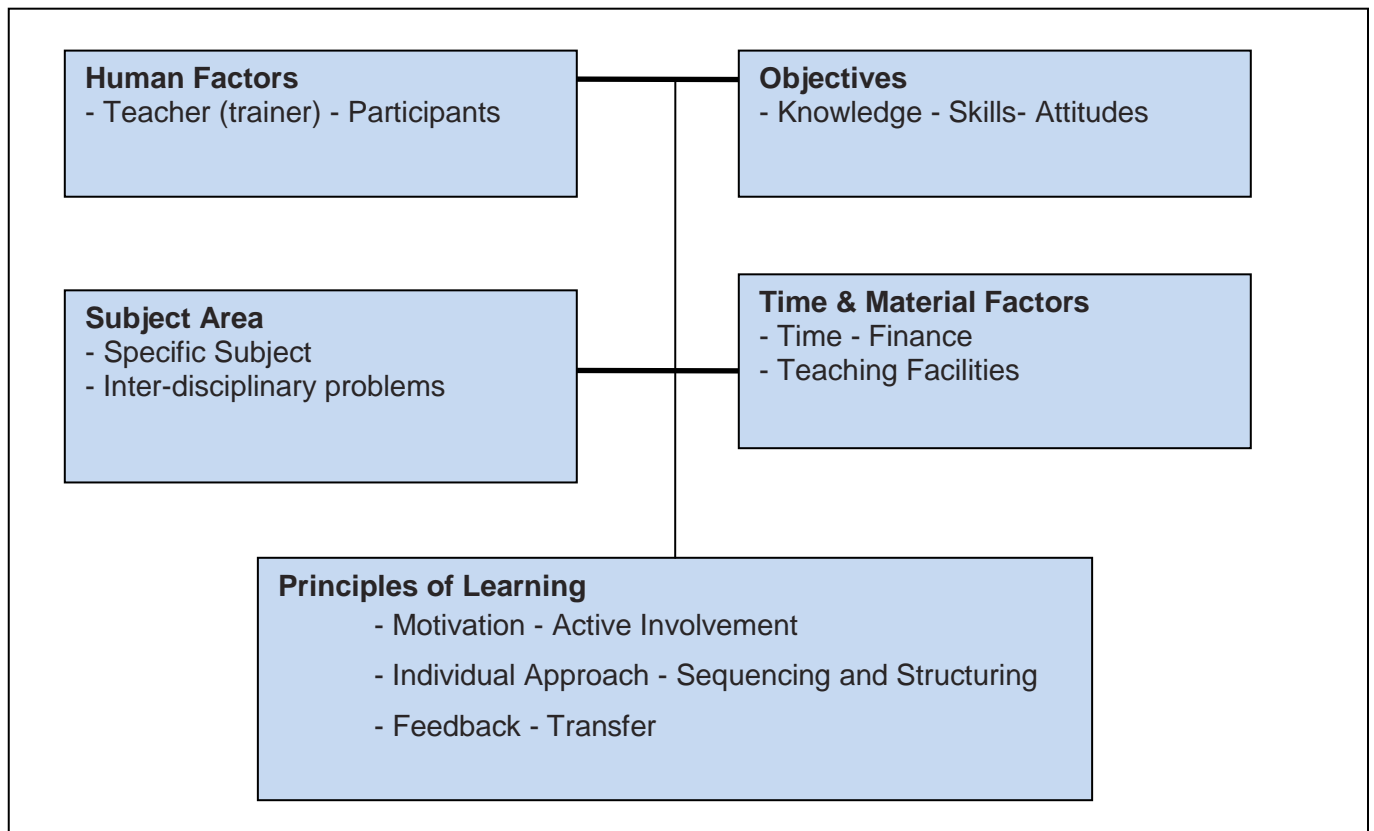 Human Factors
- Teacher (trainer) - Participants
Objectives
- Knowledge - Skills- Attitudes
Subject Area
- Specific Subject
- Inter-disciplinary problems
Time & Material Factors
- Time - Finance
- Teaching Facilities
Principles of Learning
- Motivation - Active Involvement
- Individual Approach - Sequencing and Structuring
- Feedback - Transfer